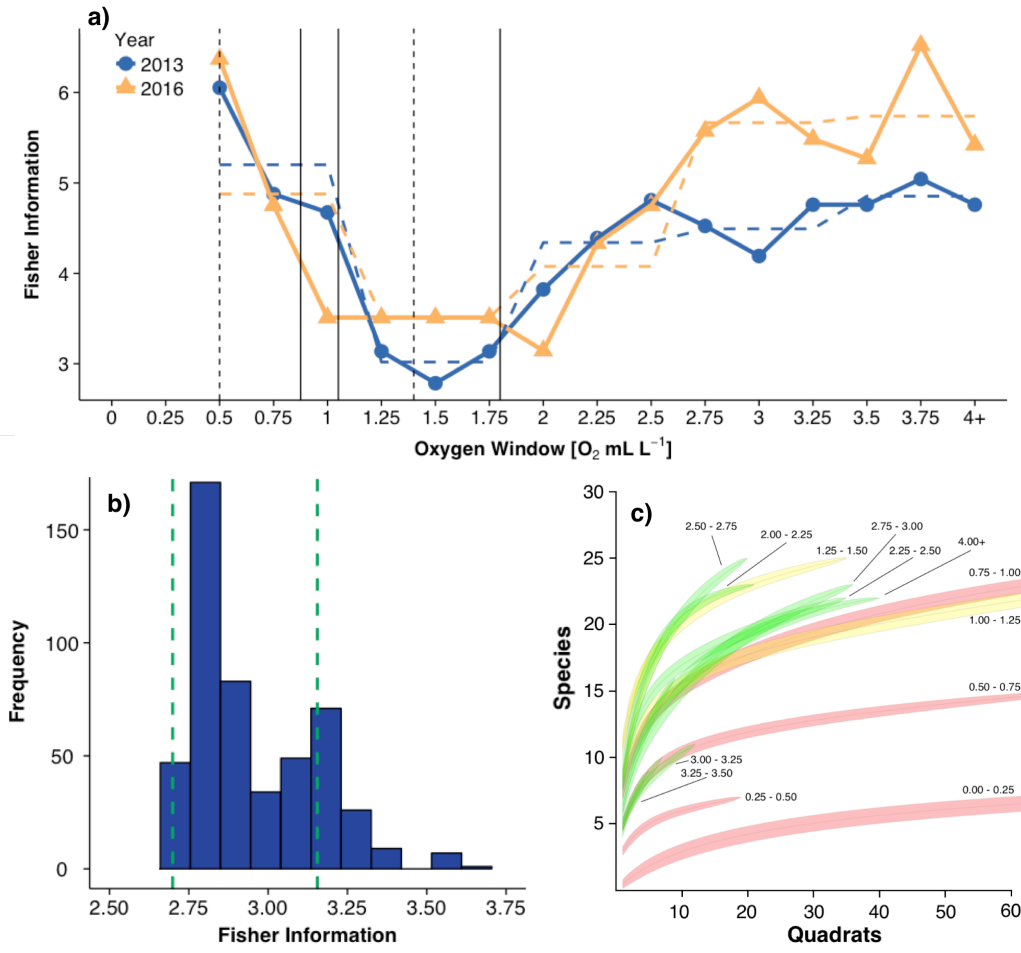 a)
Year
2013
2016
Fisher Information
6
5
4
3
0 0.25 0.5 0.75 1 1.25 1.5 1.75 2 2.25 2.5 2.75 3 3.25 3.5 3.75 4+
Oxygen Window [O₂ mL L⁻¹]
b)
Frequency
150
100
50
0
2.50 2.75 3.00 3.25 3.50 3.75
Fisher Information
c)
Species
30
25
20
15
10
5
2.50 - 2.75
2.00 - 2.25
1.25 - 1.50
2.75 - 3.00
2.25 - 2.50
4.00+
0.75 - 1.00
1.00 - 1.25
0.50 - 0.75
3.00 - 3.25
3.25 - 3.50
0.25 - 0.50
0.00 - 0.25
10 20 30 40 50 60
Quadrats